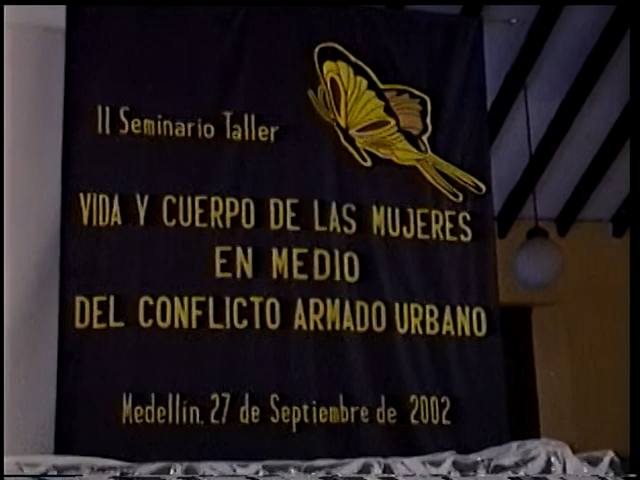 II Seminario Taller
VIDA Y CUERPO DE LAS MUJERES
EN MEDIO
DEL CONFLICTO ARMADO URBANO
Medellín, 27 de Septiembre de 2002